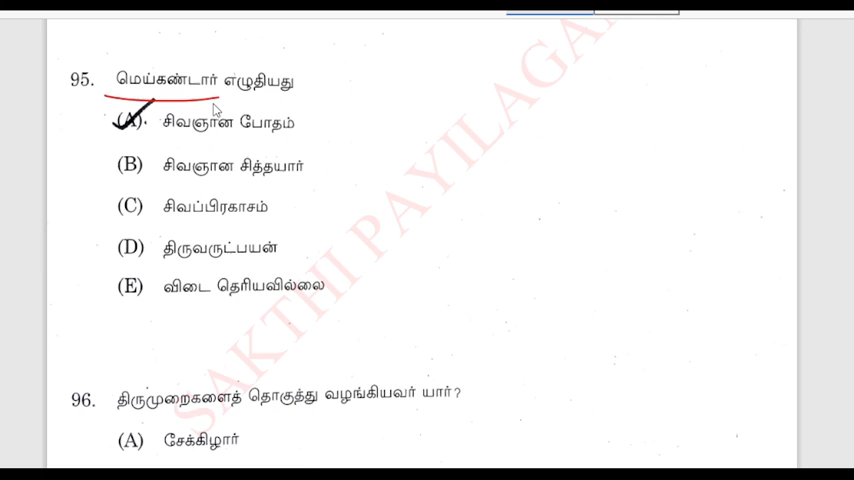 95. மெய்கண்டார் எழுதியது
(A). சிவஞான போதம்
(B) சிவஞான சித்தயார்
(C) சிவப்பிரகாசம்
(D) திருவருட்பயன்
(E) விடை தெரியவில்லை
SAKTHI PAYILAGAM
96. திருமுறைகளைத் தொகுத்து வழங்கியவர் யார்?
(A) சேக்கிழார்